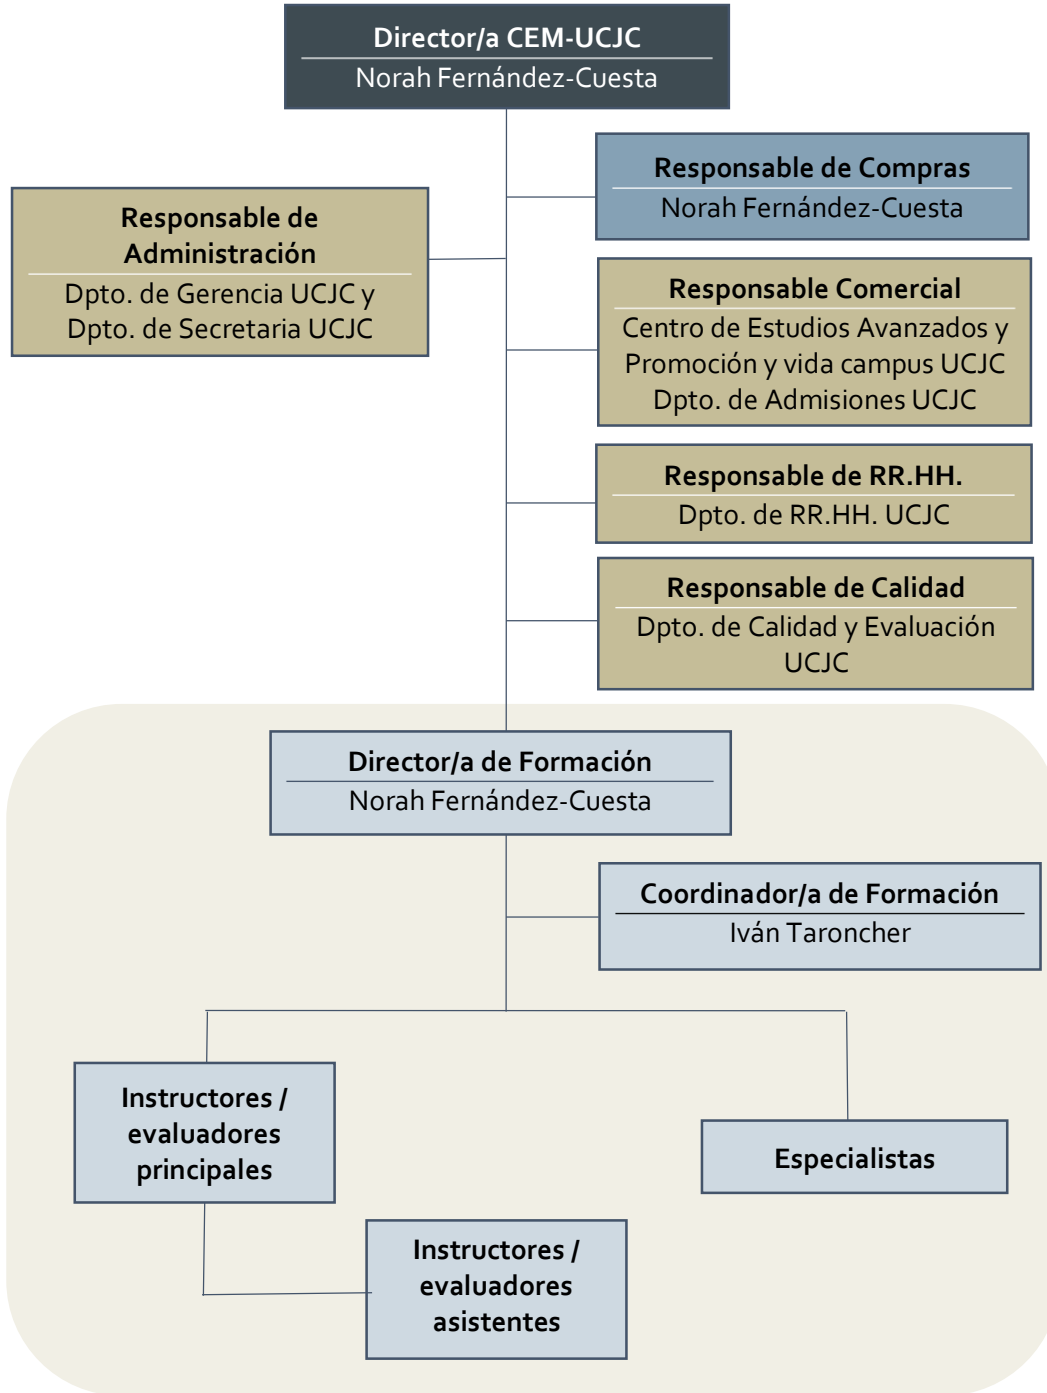 Director/a CEM-UCJC
Norah Fernández-Cuesta
Responsable de Compras
Norah Fernández-Cuesta
Responsable de
Administración
Dpto. de Gerencia UCJC y
Dpto. de Secretaria UCJC
Responsable Comercial
Centro de Estudios Avanzados y
Promoción y vida campus UCJC
Dpto. de Admisiones UCJC
Responsable de RR.HH.
Dpto. de RR.HH. UCJC
Responsable de Calidad
Dpto. de Calidad y Evaluación
UCJC
Director/a de Formación
Norah Fernández-Cuesta
Coordinador/a de Formación
Iván Taroncher
Instructores /
evaluadores
principales
Especialistas
Instructores /
evaluadores
asistentes